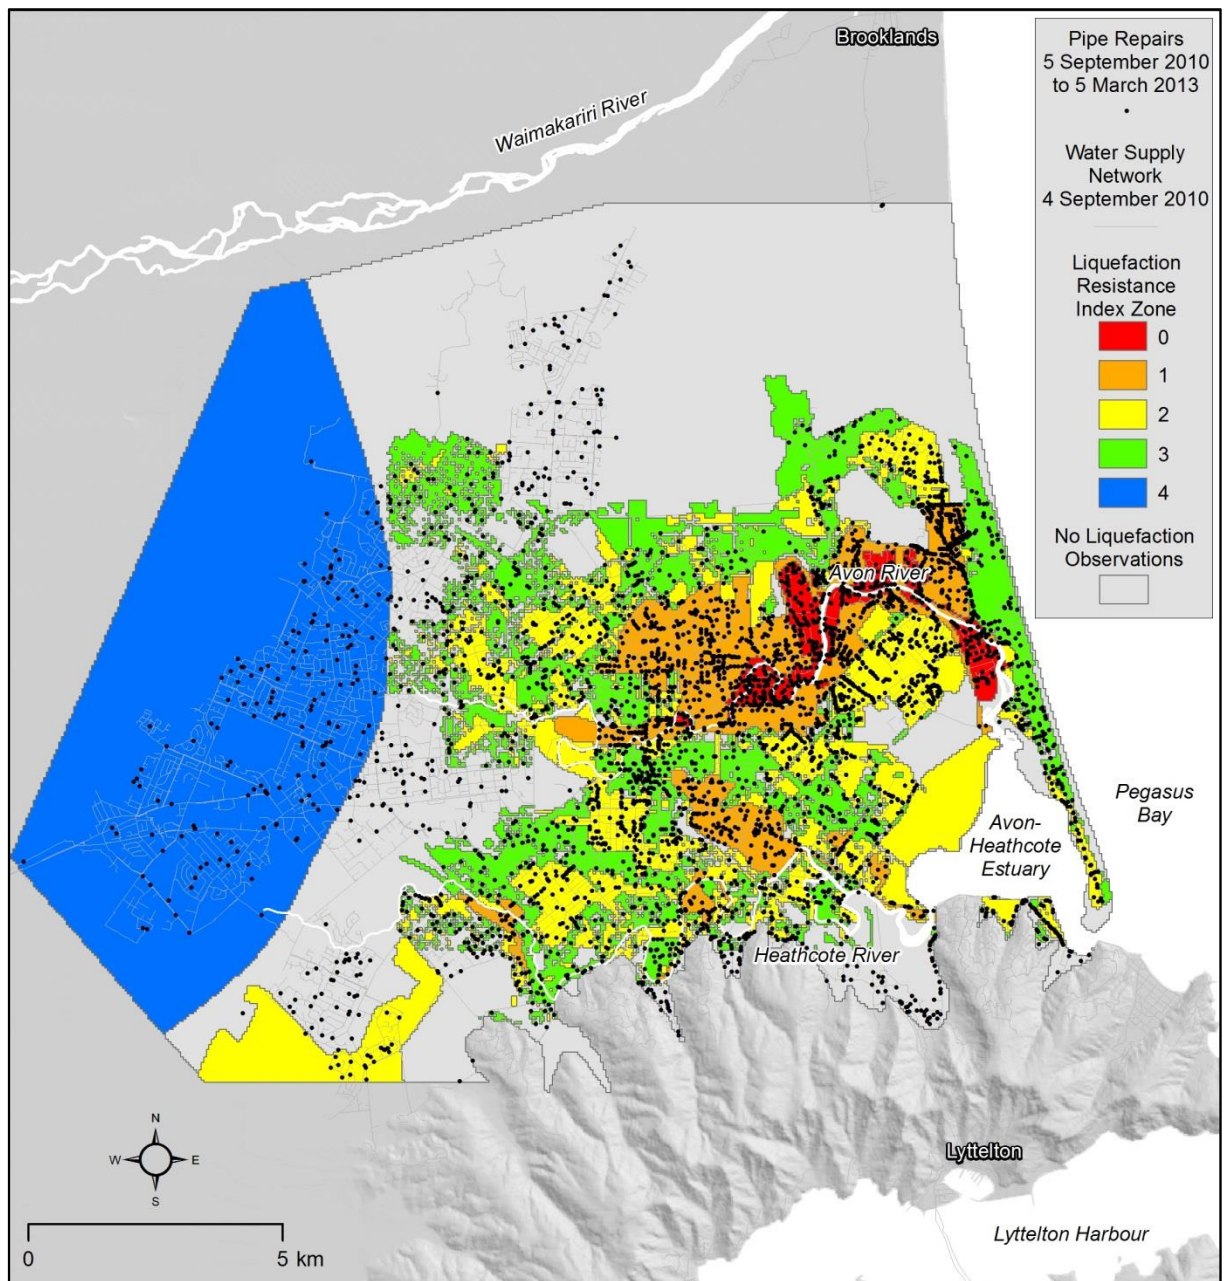 Brooklands
Waimakariri River
Pipe Repairs
5 September 2010
to 5 March 2013
Water Supply
Network
4 September 2010
Liquefaction
Resistance
Index Zone
0
1
2
3
4
No Liquefaction
Observations
Avon River
Pegasus
Bay
Avon-
Heathcote
Estuary
Heathcote River
N
W
E
S
Lyttelton
Lyttelton Harbour
0
5 km